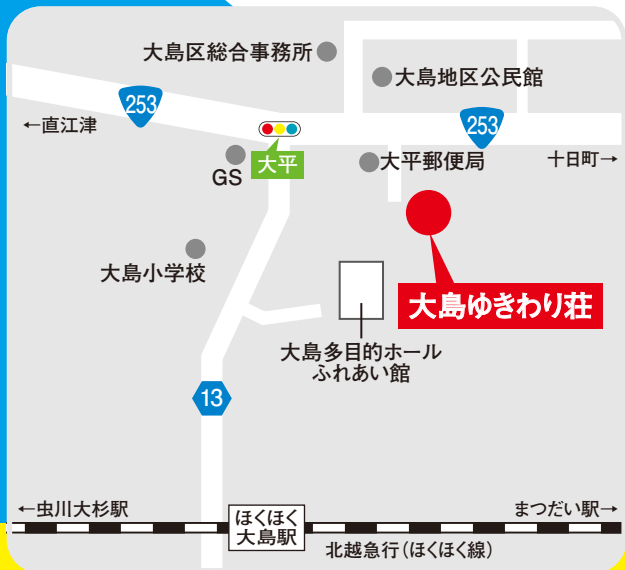 大島区総合事務所
大島地区公民館
253
←直江津
253
大平
GS
大平郵便局
十日町→
大島小学校
大島ゆきわり荘
大島多目的ホール
ふれあい館
13
←虫川大杉駅
ほくほく
大島駅
まつだい駅→
北越急行(ほくほく線)